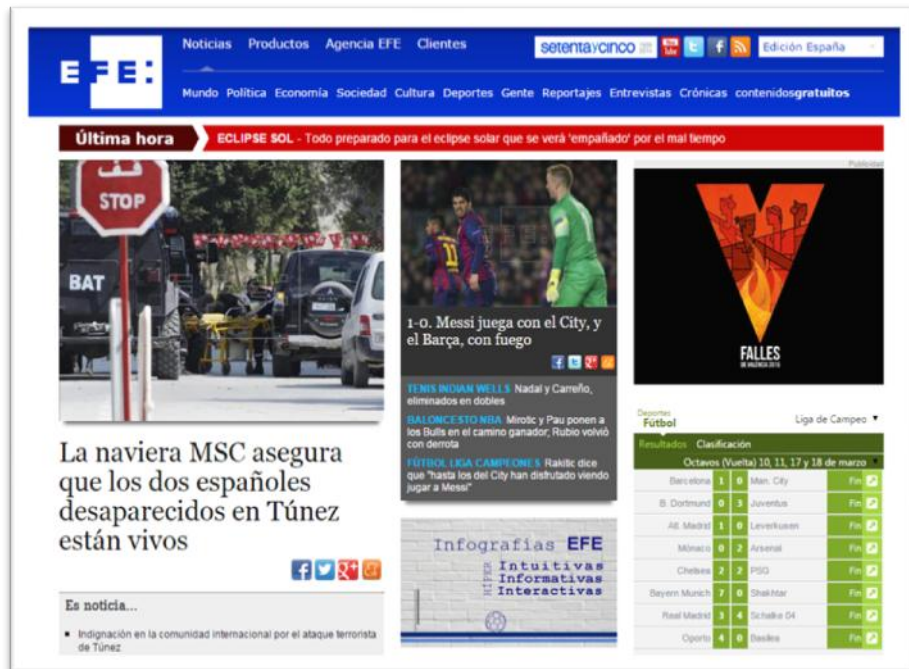 EFE:
Noticias Productos Agencia EFE Clientes
setentaycinco
You Tube
Edición España
Mundo Política Economía Sociedad Cultura Deportes Gente Reportajes Entrevistas Crónicas contenidosgratuitos
Última hora
ECLIPSE SOL - Todo preparado para el eclipse solar que se verá 'empañado' por el mal tiempo
STOP
BAT
La naviera MSC asegura
que los dos españoles
desaparecidos en Túnez
están vivos
Es noticia...
Indignación en la comunidad internacional por el ataque terrorista
de Túnez
11
EFE
1-0. Messi juega con el City, y
el Barça, con fuego
TENIS INDIAN WELLS Nadal y Carreño,
eliminados en dobles
BALONCESTO NBA Mirotic y Pau ponen a
los Bulls en el camino ganador; Rubio volvió
con derrota
FÚTBOL LIGA CAMPEONES Rakitic dice
que "hasta los del City han disfrutado viendo
jugar a Messi"
Infografías EFE
HÍPER
Intuitivas
Informativas
Interactivas
Publicidad
FALLES
DE VALÈNCIA 2015
Deportes
Fútbol
Liga de Campeo
Resultados Clasificación
Octavos (Vuelta) 10, 11, 17 y 18 de marzo
Barcelona 1 0 Man. City Fin
B. Dortmund 0 3 Juventus Fin
Atl. Madrid 1 0 Leverkusen Fin
Mónaco 0 2 Arsenal Fin
Chelsea 2 2 PSG Fin
Bayern Munich 7 0 Shakhtar Fin
Real Madrid 3 4 Schalke 04 Fin
Oporto 4 0 Basilea Fin